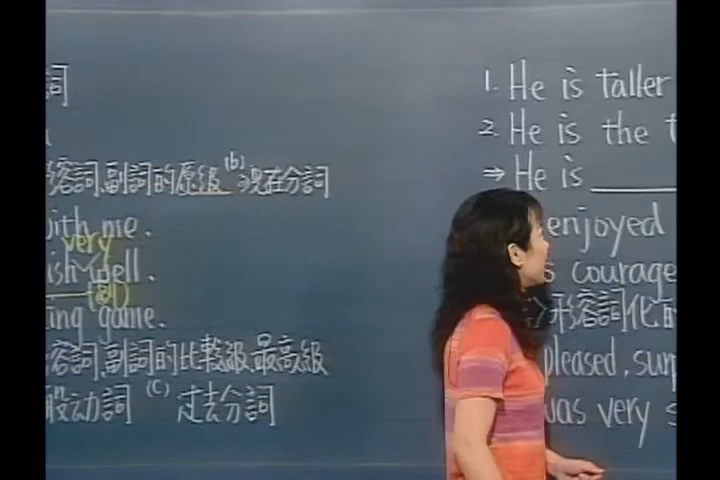 詞
容詞,副詞的原級 (b) 現在分詞
with me.
very
ish well.
(副)
ing game.
容詞,副詞的比較級,最高級
般动詞 (c) 过去分詞
1. He is taller
2. He is the t
⇒ He is ______
enjoyed
s courage
形容詞化的
pleased, sur
was very s